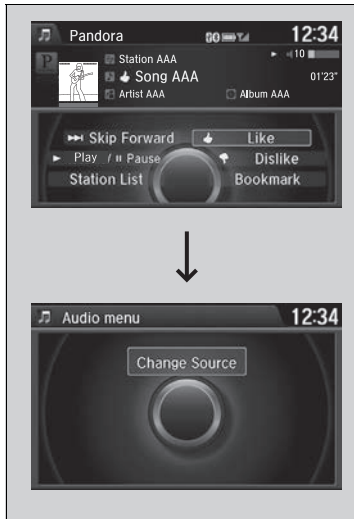 Pandora 12:34
Station AAA 10
Song AAA 01'23"
Artist AAA Album AAA
Skip Forward Like
Play / Pause Dislike
Station List Bookmark
Audio menu 12:34
Change Source